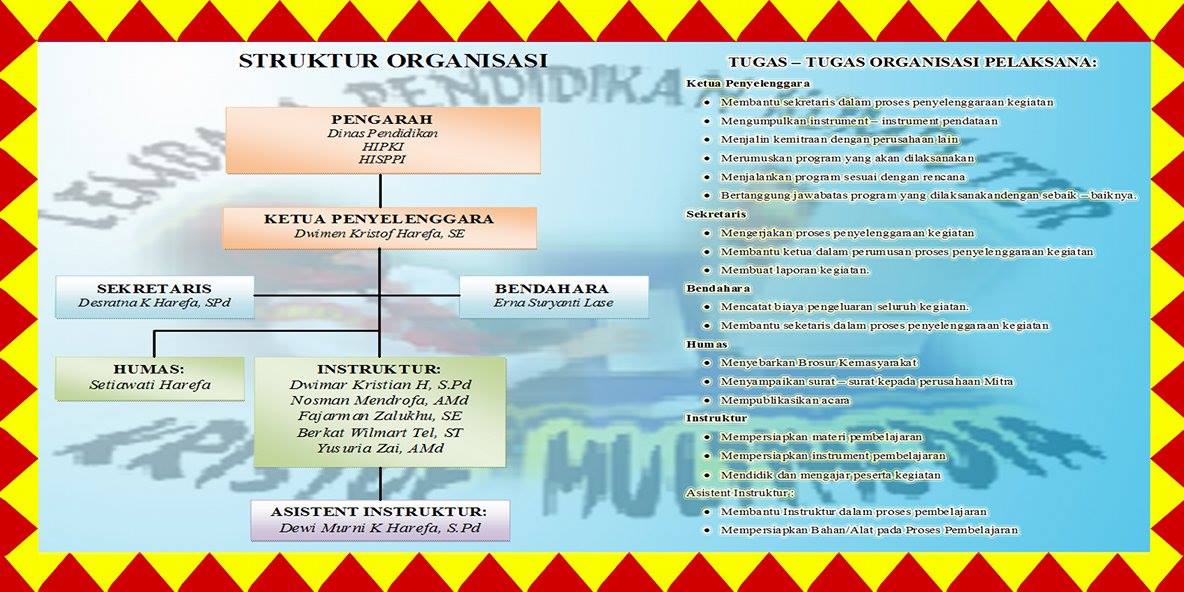 STRUKTUR ORGANISASI
PENGARAH
Dinas Pendidikan
HIPKI
HISPPI
KETUA PENYELENGGARA
Dwimen Kristof Harefa, SE
SEKRETARIS
Desratna K Harefa, SPd
BENDAHARA
Erna Suryanti Lase
HUMAS:
Setiawati Harefa
INSTRUKTUR:
Dwimar Kristian H, S.Pd
Nosman Mendrofa, AMd
Fajarman Zalukhu, SE
Berkat Wilmart Tel, ST
Yusuria Zai, AMd
ASISTENT INSTRUKTUR:
Dewi Murni K Harefa, S.Pd
TUGAS – TUGAS ORGANISASI PELAKSANA:
Ketua Penyelenggara
• Membantu sekretaris dalam proses penyelenggaraan kegiatan
• Mengumpulkan instrument – instrument pendataan
• Menjalin kemitraan dengan perusahaan lain
• Merumuskan program yang akan dilaksanakan
• Menjalankan program sesuai dengan rencana
• Bertanggung jawabatas program yang dilaksanakandengan sebaik – baiknya.
Sekretaris
• Mengerjakan proses penyelenggaraan kegiatan
• Membantu ketua dalam perumusan proses penyelenggaraan kegiatan
• Membuat laporan kegiatan.
Bendahara
• Mencatat biaya pengeluaran seluruh kegiatan.
• Membantu seketaris dalam proses penyelenggaraan kegiatan
Humas
• Menyebarkan Brosur Kemasyarakat
• Menyampaikan surat – surat kepada perusahaan Mitra
• Mempublikasikan acara
Instruktur
• Mempersiapkan materi pembelajaran
• Mempersiapkan instrument pembelajaran
• Mendidik dan mengajar peserta kegiatan
Asistent Instruktur :
• Membantu Instruktur dalam proses pembelajaran
• Mempersiapkan Bahan/Alat pada Proses Pembelajaran
LEMBAGA PENDIDIKAN KOMPUTER
MULTIMEDIA